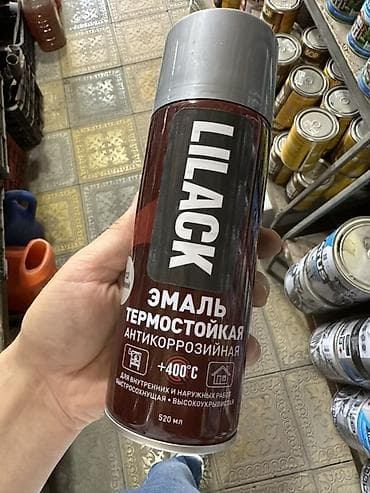 LILACK
ЭМАЛЬ
ТЕРМОСТОЙКАЯ
АНТИКОРРОЗИЙНАЯ
+400°C
ДЛЯ ВНУТРЕННИХ И НАРУЖНЫХ РАБОТ
БЫСТРОСОХНУЩАЯ • ВЫСОКОУКРЫВИСТАЯ
520 мл